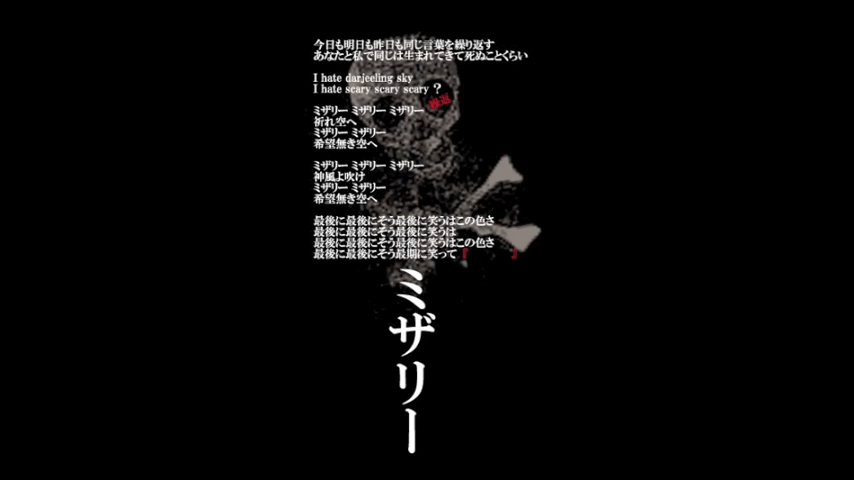 今日も明日も昨日も同じ言葉を繰り返す
あなたと私で同じは生まれてきて死ぬことくらい
I hate darjeeling sky
I hate scary scary scary ?
繰返
ミザリー ミザリー ミザリー
祈れ空へ
ミザリー ミザリー
希望無き空へ
ミザリー ミザリー ミザリー
神風よ吹け
ミザリー ミザリー
希望無き空へ
最後に最後にそう最後に笑うはこの色さ
最後に最後にそう最後に笑うは
最後に最後にそう最後に笑うはこの色さ
最後に最後にそう最期に笑って『 』
ミザリー